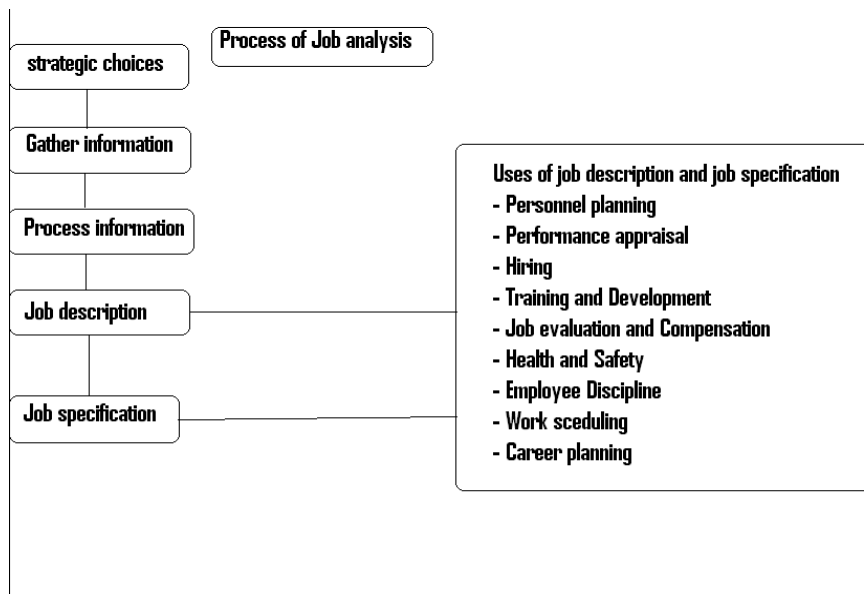 Process of Job analysis
strategic choices
Gather information
Process information
Job description
Job specification
Uses of job description and job specification
- Personnel planning
- Performance appraisal
- Hiring
- Training and Development
- Job evaluation and Compensation
- Health and Safety
- Employee Discipline
- Work sceduling
- Career planning